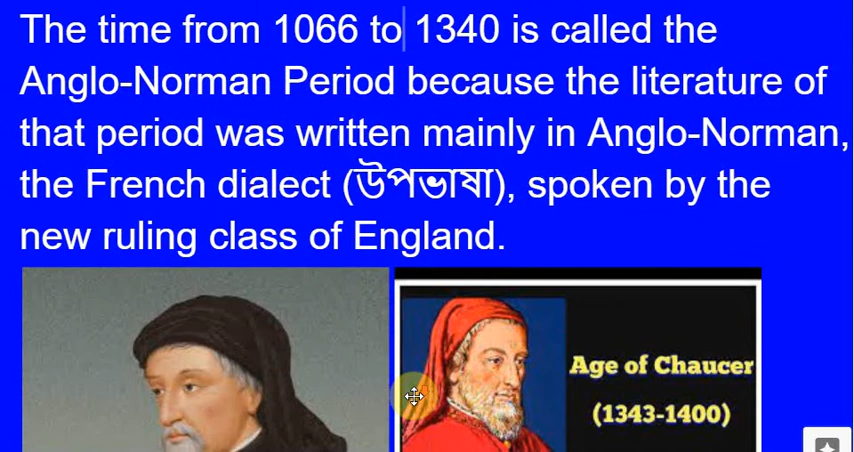 The time from 1066 to 1340 is called the
Anglo-Norman Period because the literature of
that period was written mainly in Anglo-Norman,
the French dialect (উপভাষা), spoken by the
new ruling class of England.
Age of Chaucer
(1343-1400)